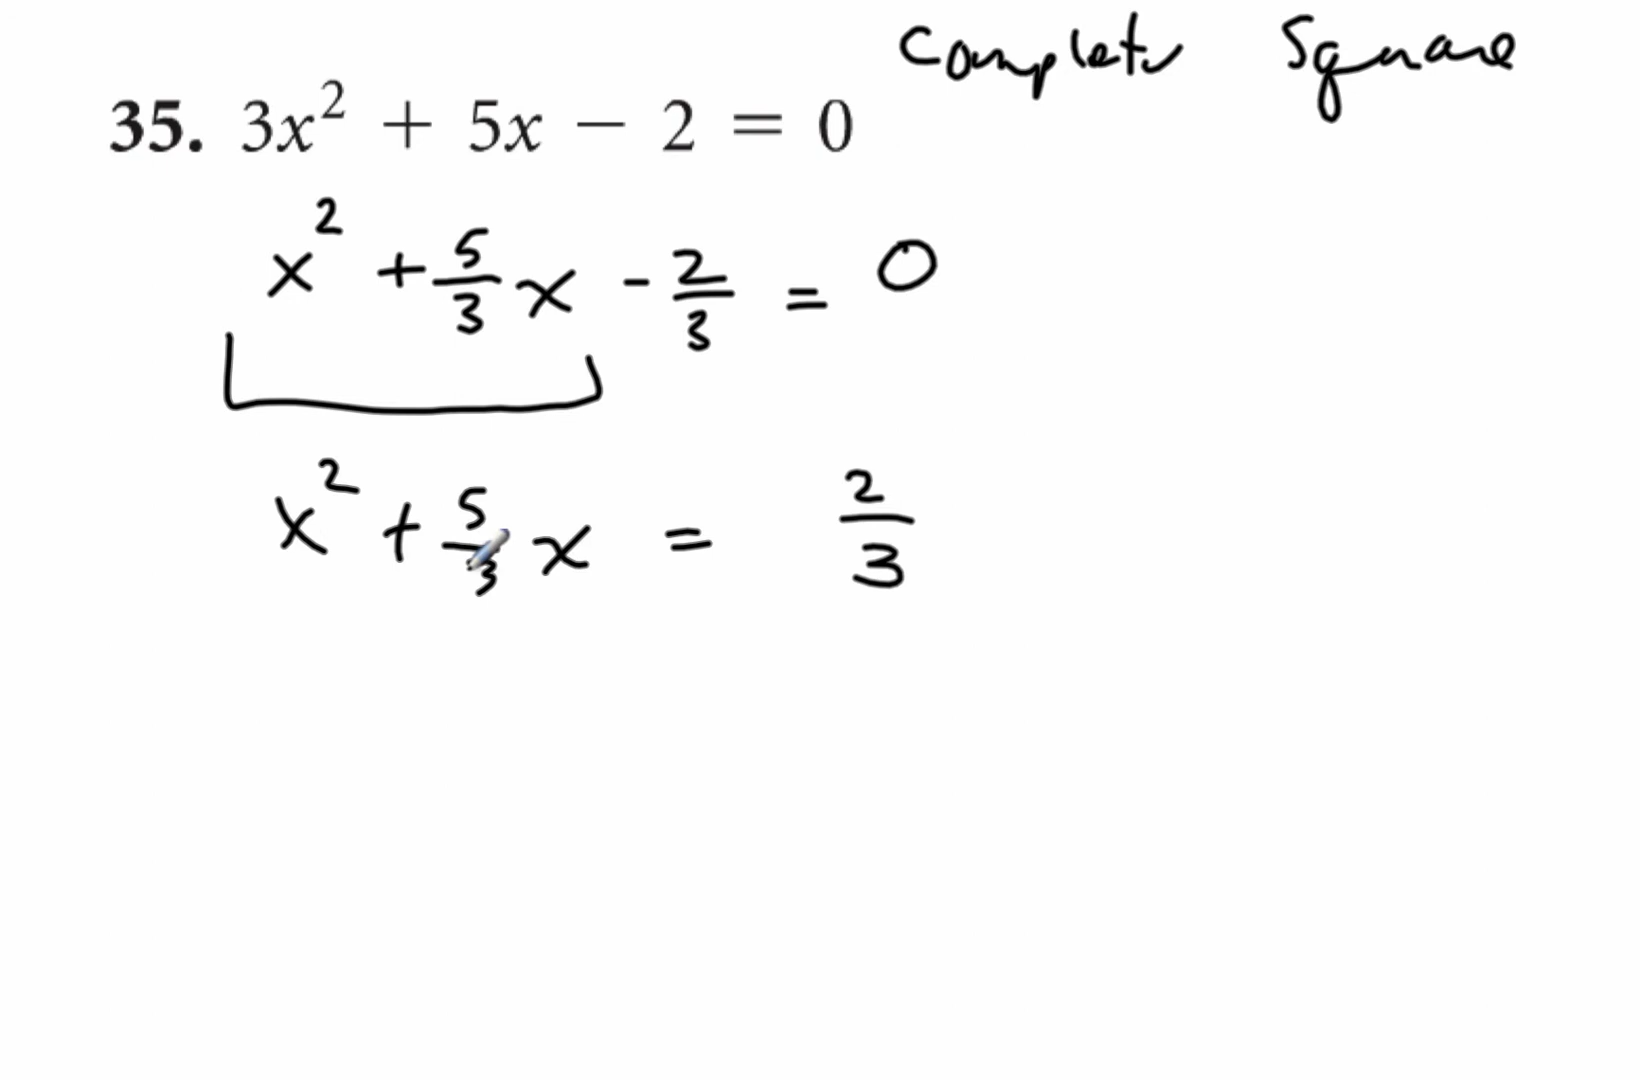 Complete Square
35. 3x² + 5x − 2 = 0
x² + 5/3 x - 2/3 = 0
x² + 5/3 x = 2/3